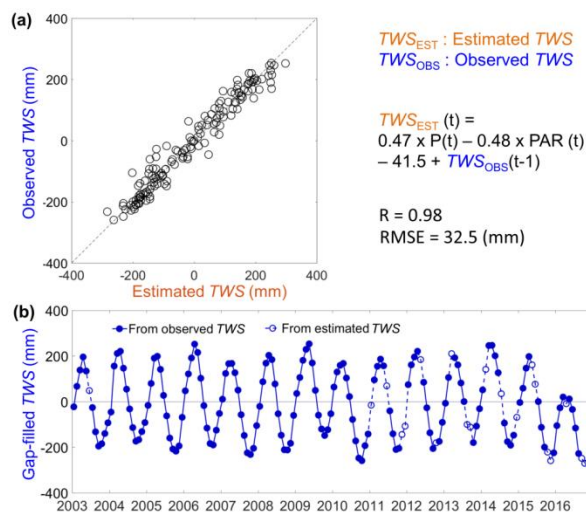 (a)
400
200
0
-200
-400
-400 -200 0 200 400
Observed TWS (mm)
Estimated TWS (mm)
TWSEST : Estimated TWS
TWSOBS : Observed TWS
TWSEST (t) =
0.47 x P(t) – 0.48 x PAR (t)
– 41.5 + TWSOBS(t-1)
R = 0.98
RMSE = 32.5 (mm)
(b)
400
200
0
-200
-400
Gap-filled TWS (mm)
From observed TWS From estimated TWS
2003 2004 2005 2006 2007 2008 2009 2010 2011 2012 2013 2014 2015 2016